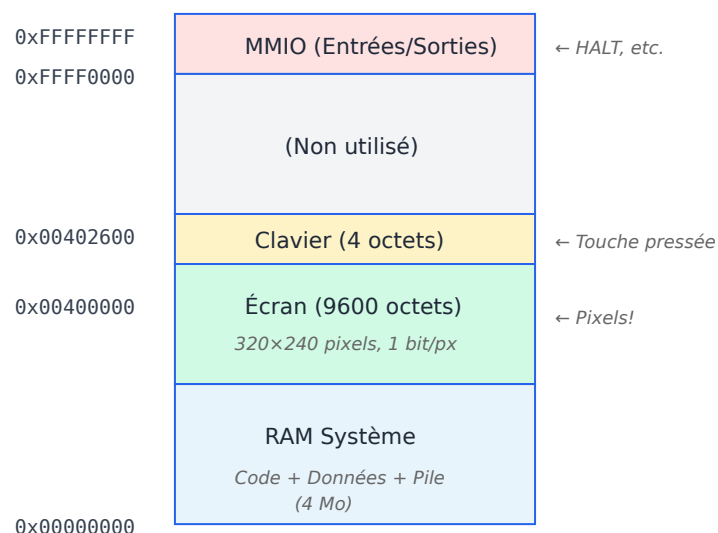 0xFFFFFFFF
MMIO (Entrées/Sorties)
← HALT, etc.
0xFFFF0000
(Non utilisé)
0x00402600
Clavier (4 octets)
← Touche pressée
0x00400000
Écran (9600 octets)
← Pixels!
320×240 pixels, 1 bit/px
RAM Système
Code + Données + Pile
(4 Mo)
0x00000000